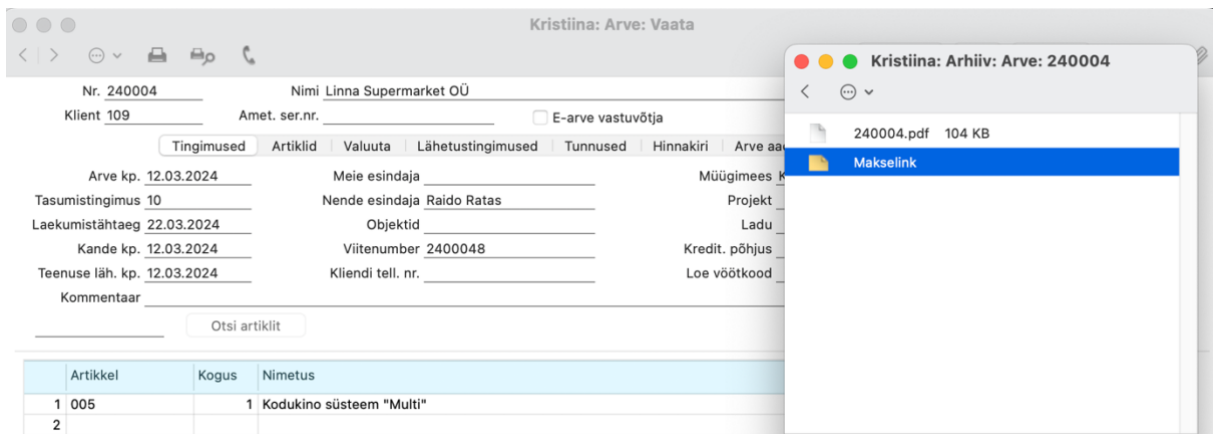 Kristiina: Arve: Vaata
Nr. 240004 Nimi Linna Supermarket OÜ
Klient 109 Amet. ser.nr. E-arve vastuvõtja
Tingimused Artiklid Valuuta Lähetustingimused Tunnused Hinnakiri Arve
Arve kp. 12.03.2024 Meie esindaja Müügimees
Tasumistingimus 10 Nende esindaja Raido Ratas Projekt
Laekumistähtaeg 22.03.2024 Objektid Ladu
Kande kp. 12.03.2024 Viitenumber 2400048 Kredit. põhjus
Teenuse läh. kp. 12.03.2024 Kliendi tell. nr. Loe vöötkood
Kommentaar
Otsi artiklit
Artikkel Kogus Nimetus
1 005 1 Kodukino süsteem "Multi"
2
Kristiina: Arhiiv: Arve: 240004
240004.pdf 104 KB
Makselink